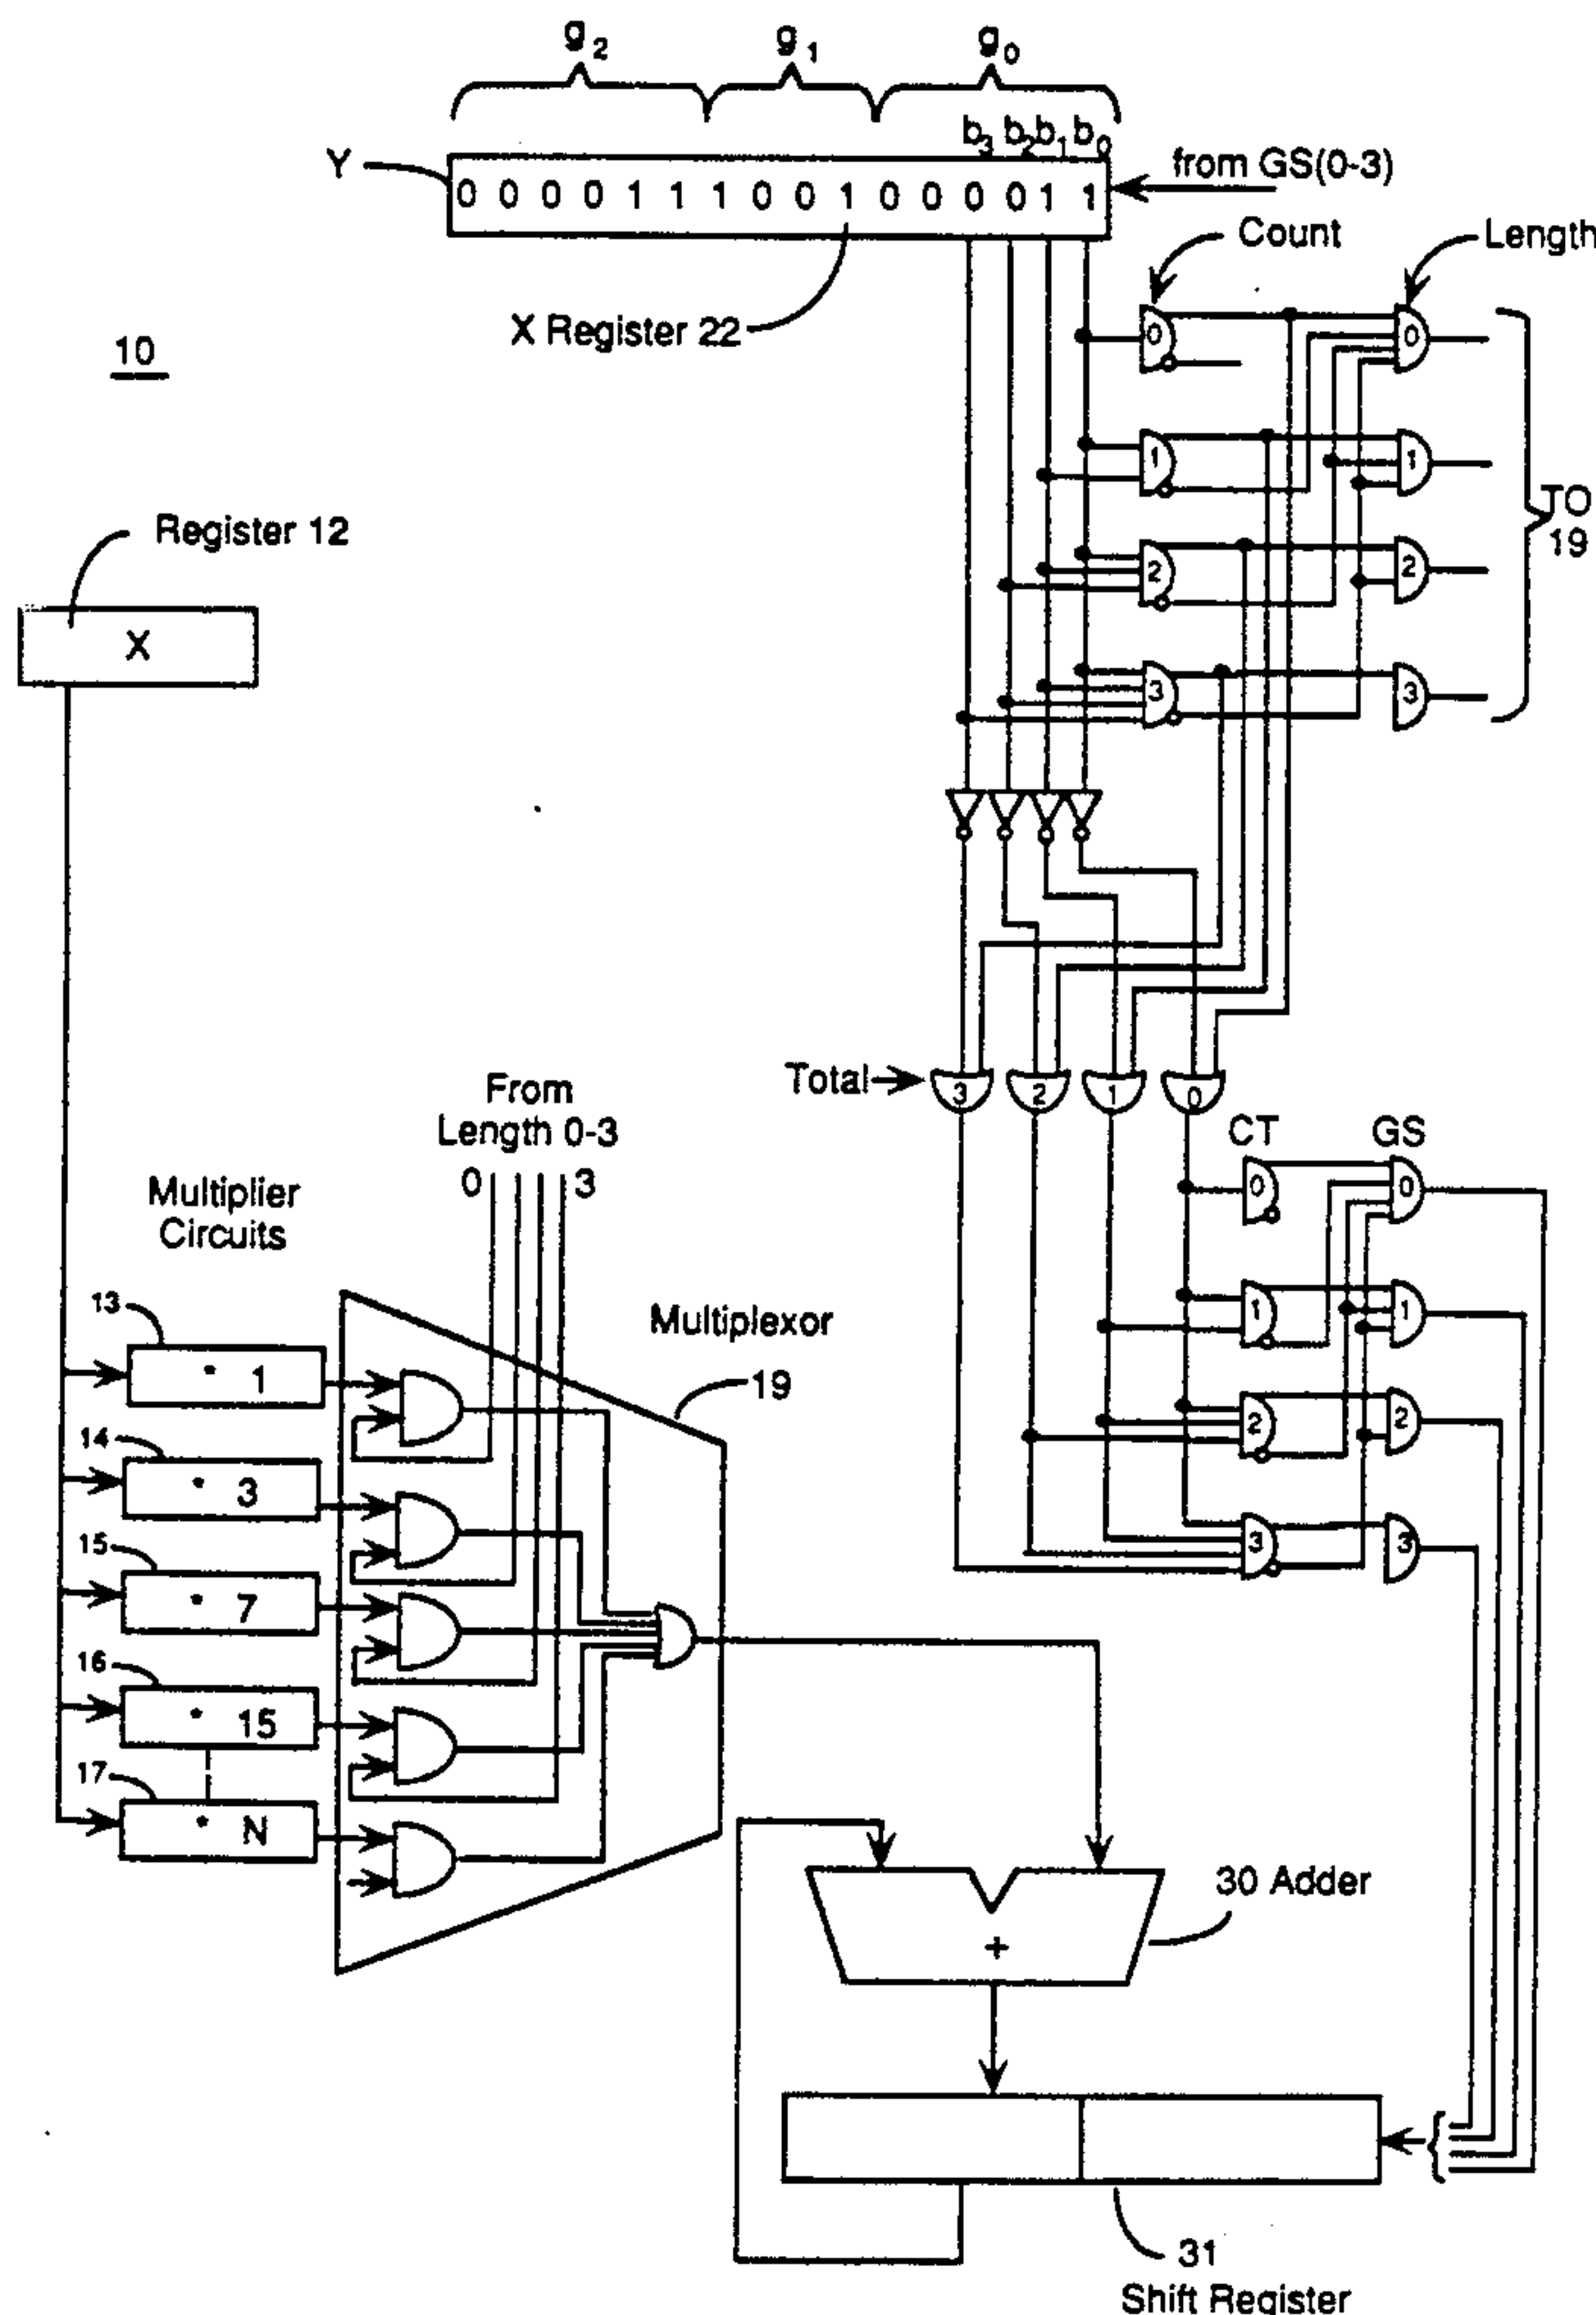 g2 g1 g0
b3 b2 b1 b0
Y
0 0 0 0 1 1 1 0 0 1 0 0 0 0 1 1
from GS(0-3)
Count
Length
X Register 22
10
0 0
1 1
2 2
3 3
TO
19
Register 12
X
Total
3 2 1 0
From
Length 0-3
0 3
CT GS
0 0
1 1
2 2
3 3
Multiplier
Circuits
Multiplexor
19
13
* 1
14
* 3
15
* 7
16
* 15
17
* N
30 Adder
+
31
Shift Register